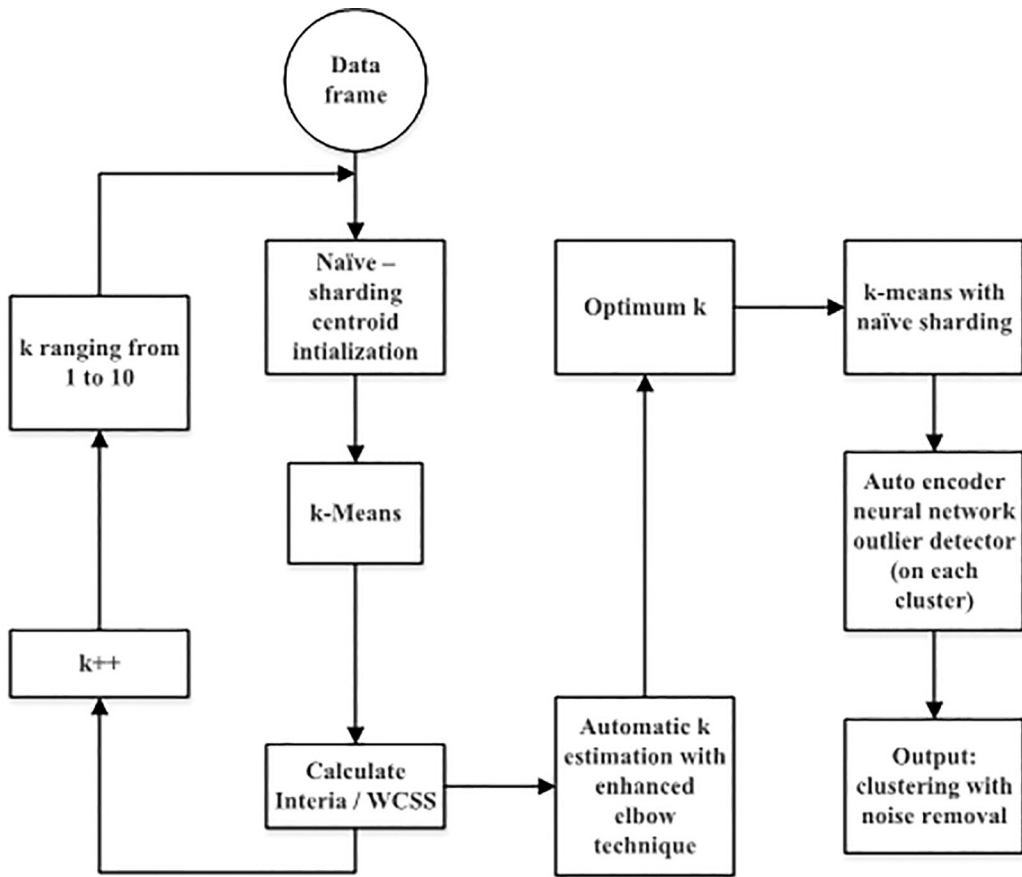 Data
frame
Naïve –
sharding
centroid
intialization
k ranging from
1 to 10
k-Means
k++
Calculate
Interia / WCSS
Automatic k
estimation with
enhanced
elbow
technique
Optimum k
k-means with
naïve sharding
Auto encoder
neural network
outlier detector
(on each
cluster)
Output:
clustering with
noise removal